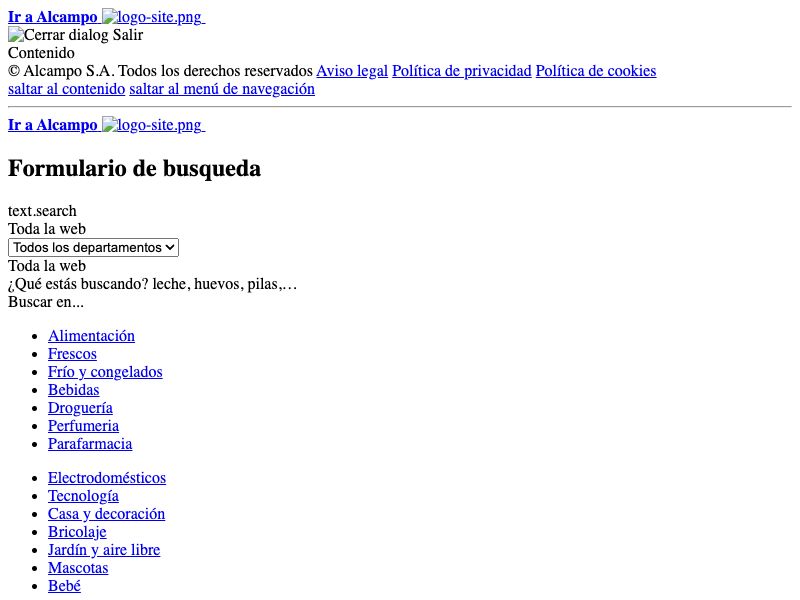 Ir a Alcampo logo-site.png
Cerrar dialog Salir
Contenido
© Alcampo S.A. Todos los derechos reservados Aviso legal Política de privacidad Política de cookies
saltar al contenido saltar al menú de navegación
Ir a Alcampo logo-site.png
Formulario de busqueda
text.search
Toda la web
Todos los departamentos
Toda la web
¿Qué estás buscando? leche, huevos, pilas,…
Buscar en...
Alimentación
Frescos
Frío y congelados
Bebidas
Droguería
Perfumeria
Parafarmacia
Electrodomésticos
Tecnología
Casa y decoración
Bricolaje
Jardín y aire libre
Mascotas
Bebé